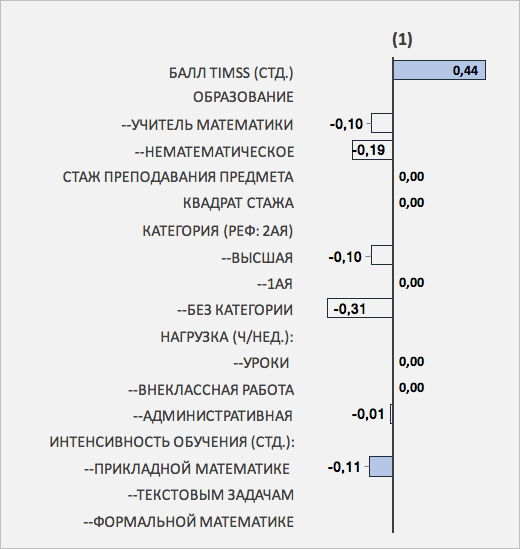 (1)
БАЛЛ TIMSS (СТД.) 0,44
ОБРАЗОВАНИЕ
--УЧИТЕЛЬ МАТЕМАТИКИ -0,10
--НЕМАТЕМАТИЧЕСКОЕ -0,19
СТАЖ ПРЕПОДАВАНИЯ ПРЕДМЕТА 0,00
КВАДРАТ СТАЖА 0,00
КАТЕГОРИЯ (РЕФ: 2АЯ)
--ВЫСШАЯ -0,10
--1АЯ 0,00
--БЕЗ КАТЕГОРИИ -0,31
НАГРУЗКА (Ч/НЕД.):
--УРОКИ 0,00
--ВНЕКЛАССНАЯ РАБОТА 0,00
--АДМИНИСТРАТИВНАЯ -0,01
ИНТЕНСИВНОСТЬ ОБУЧЕНИЯ (СТД.):
--ПРИКЛАДНОЙ МАТЕМАТИКЕ -0,11
--ТЕКСТОВЫМ ЗАДАЧАМ
--ФОРМАЛЬНОЙ МАТЕМАТИКЕ